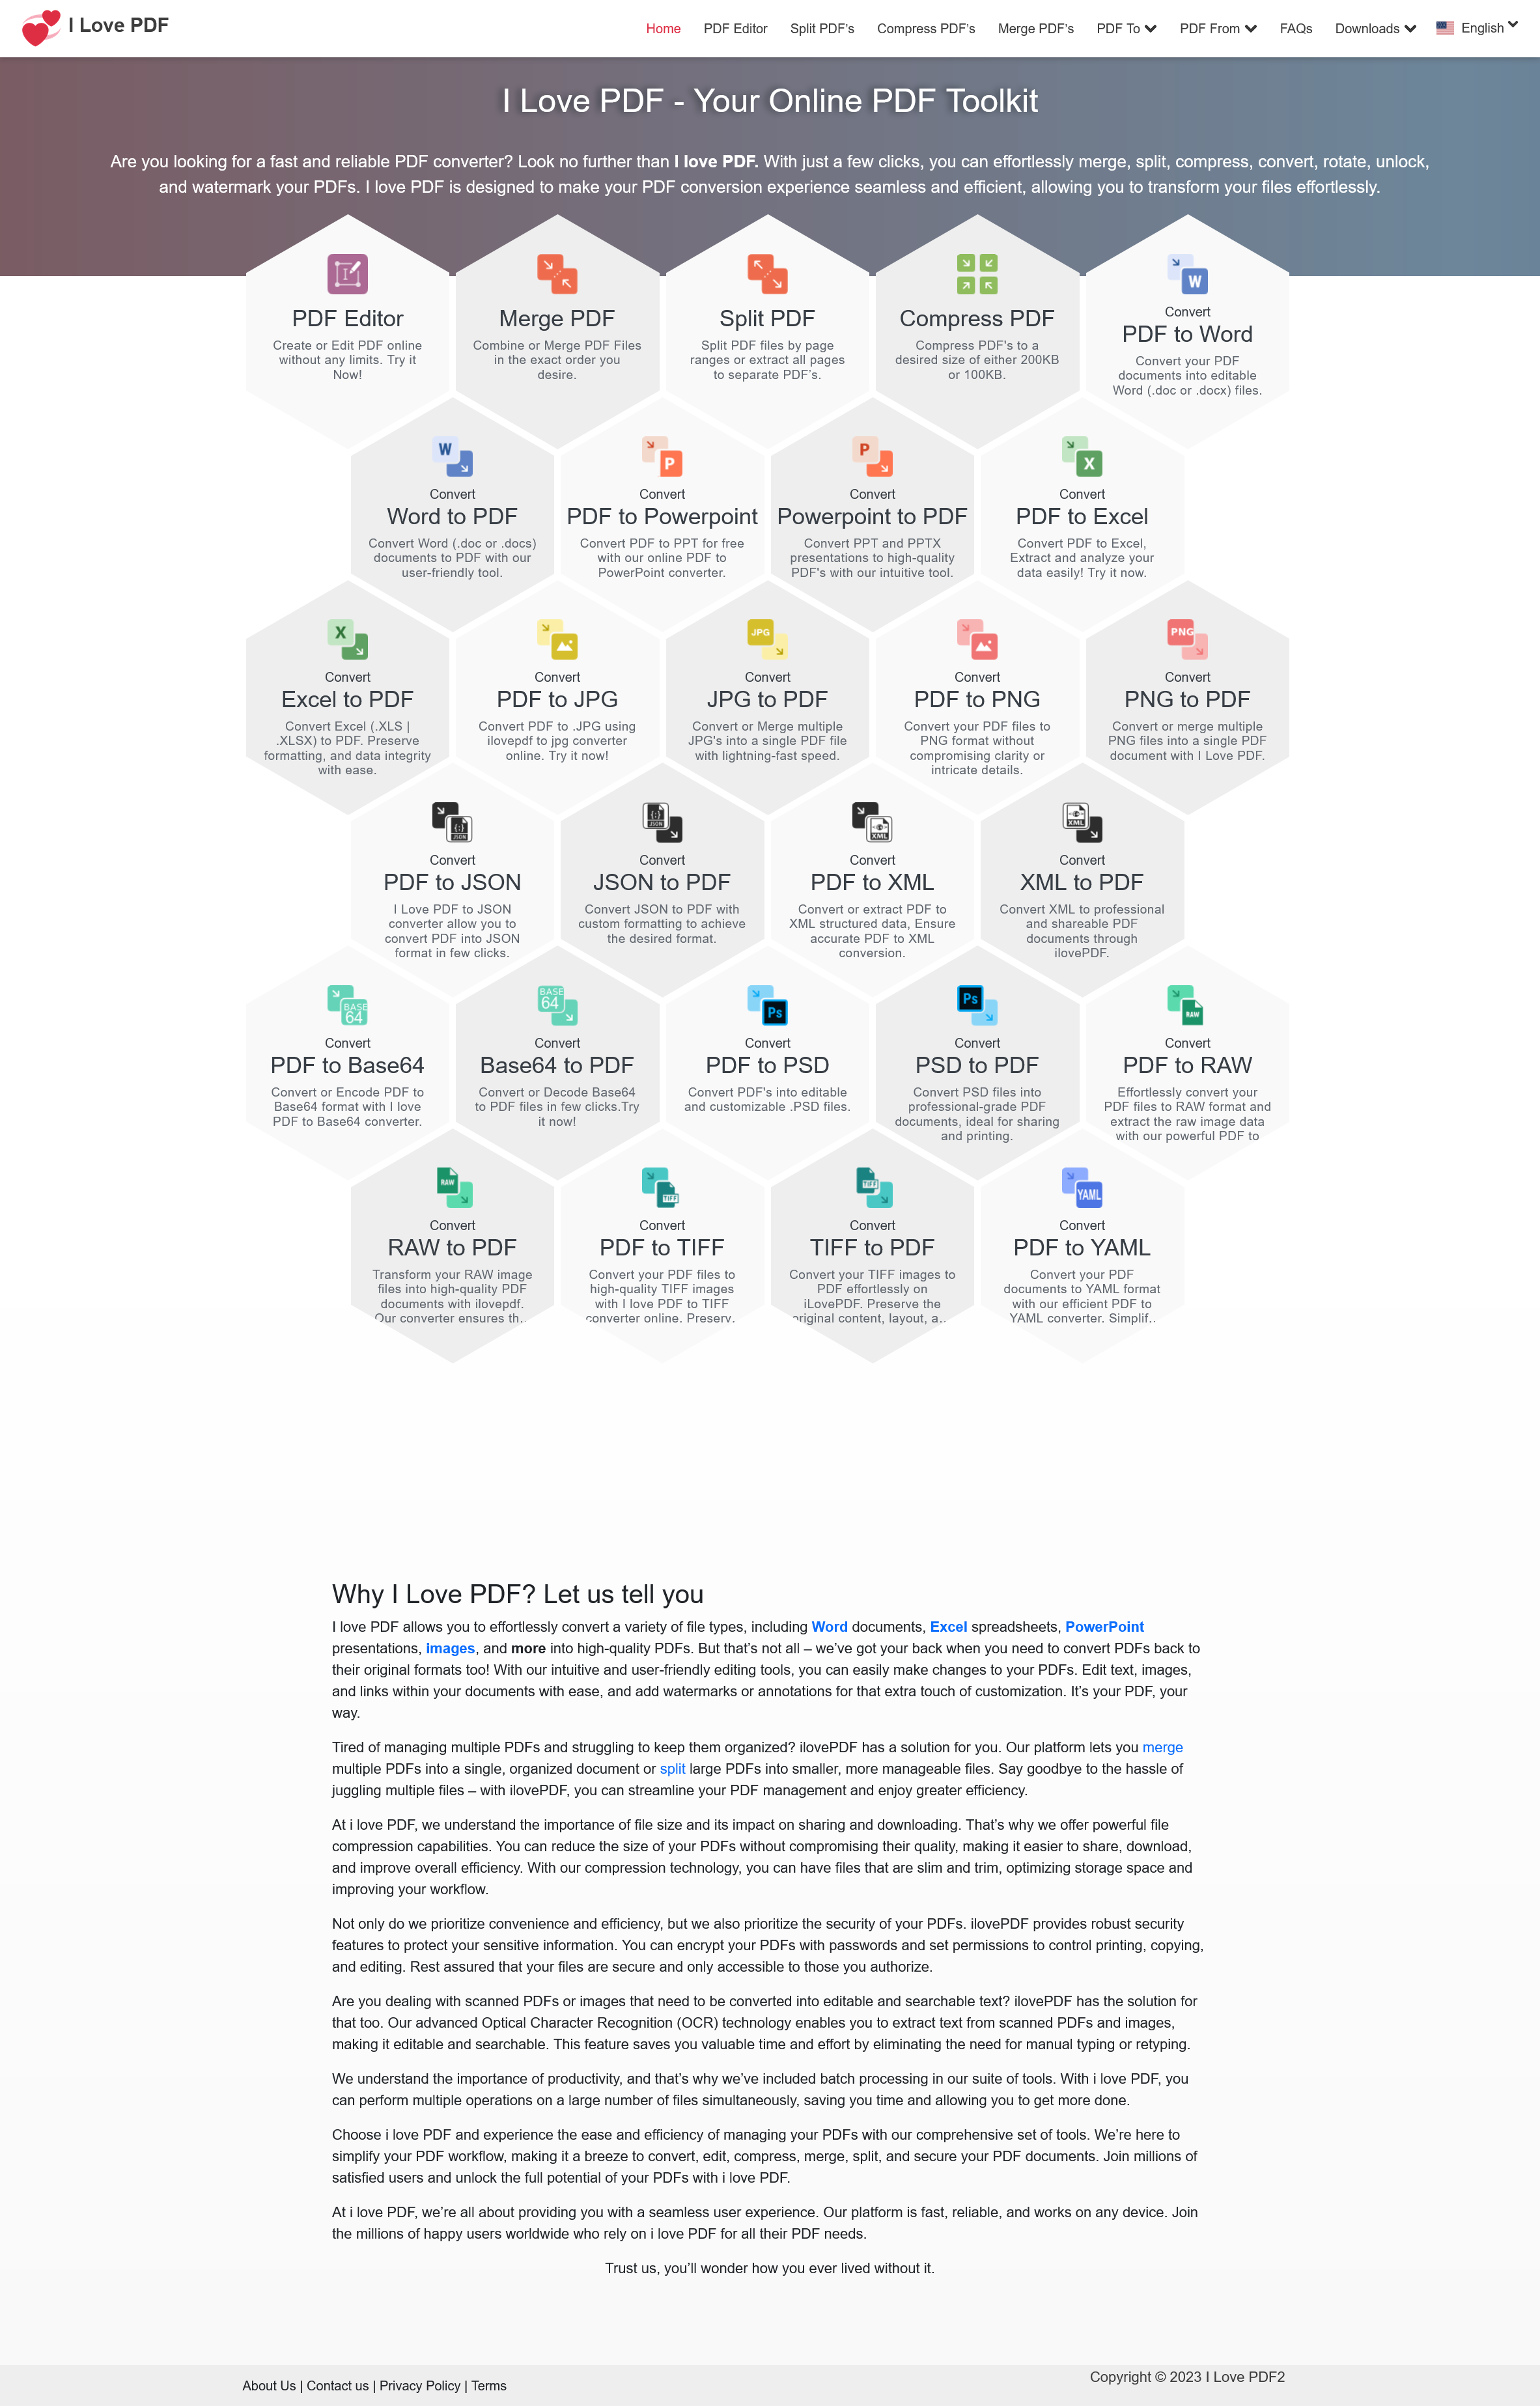 I Love PDF
Home PDF Editor Split PDF's Compress PDF's Merge PDF's PDF To PDF From FAQs Downloads English
I Love PDF - Your Online PDF Toolkit
Are you looking for a fast and reliable PDF converter? Look no further than I love PDF. With just a few clicks, you can effortlessly merge, split, compress, convert, rotate, unlock,
and watermark your PDFs. I love PDF is designed to make your PDF conversion experience seamless and efficient, allowing you to transform your files effortlessly.
PDF Editor
Create or Edit PDF online
without any limits. Try it
Now!
Merge PDF
Combine or Merge PDF Files
in the exact order you
desire.
Split PDF
Split PDF files by page
ranges or extract all pages
to separate PDF's.
Compress PDF
Compress PDF's to a
desired size of either 200KB
or 100KB.
W
Convert
PDF to Word
Convert your PDF
documents into editable
Word (.doc or .docx) files.
W
Convert
Word to PDF
Convert Word (.doc or .docs)
documents to PDF with our
user-friendly tool.
P
Convert
PDF to Powerpoint
Convert PDF to PPT for free
with our online PDF to
PowerPoint converter.
P
Convert
Powerpoint to PDF
Convert PPT and PPTX
presentations to high-quality
PDF's with our intuitive tool.
X
Convert
PDF to Excel
Convert PDF to Excel,
Extract and analyze your
data easily! Try it now.
X
Convert
Excel to PDF
Convert Excel (.XLS |
.XLSX) to PDF. Preserve
formatting, and data integrity
with ease.
Convert
PDF to JPG
Convert PDF to .JPG using
ilovepdf to jpg converter
online. Try it now!
JPG
Convert
JPG to PDF
Convert or Merge multiple
JPG's into a single PDF file
with lightning-fast speed.
Convert
PDF to PNG
Convert your PDF files to
PNG format without
compromising clarity or
intricate details.
PNG
Convert
PNG to PDF
Convert or merge multiple
PNG files into a single PDF
document with I Love PDF.
JSON
Convert
PDF to JSON
I Love PDF to JSON
converter allow you to
convert PDF into JSON
format in few clicks.
JSON
Convert
JSON to PDF
Convert JSON to PDF with
custom formatting to achieve
the desired format.
XML
Convert
PDF to XML
Convert or extract PDF to
XML structured data, Ensure
accurate PDF to XML
conversion.
XML
Convert
XML to PDF
Convert XML to professional
and shareable PDF
documents through
ilovePDF.
BASE
64
Convert
PDF to Base64
Convert or Encode PDF to
Base64 format with I love
PDF to Base64 converter.
BASE
64
Convert
Base64 to PDF
Convert or Decode Base64
to PDF files in few clicks.Try
it now!
Ps
Convert
PDF to PSD
Convert PDF's into editable
and customizable .PSD files.
Ps
Convert
PSD to PDF
Convert PSD files into
professional-grade PDF
documents, ideal for sharing
and printing.
RAW
Convert
PDF to RAW
Effortlessly convert your
PDF files to RAW format and
extract the raw image data
with our powerful PDF to
RAW
Convert
RAW to PDF
Transform your RAW image
files into high-quality PDF
documents with ilovepdf.
Our converter ensures th..
TIFF
Convert
PDF to TIFF
Convert your PDF files to
high-quality TIFF images
with I love PDF to TIFF
converter online. Preserv.
TIFF
Convert
TIFF to PDF
Convert your TIFF images to
PDF effortlessly on
iLovePDF. Preserve the
original content, layout, a..
YAML
Convert
PDF to YAML
Convert your PDF
documents to YAML format
with our efficient PDF to
YAML converter. Simplif..
Why I Love PDF? Let us tell you
I love PDF allows you to effortlessly convert a variety of file types, including Word documents, Excel spreadsheets, PowerPoint
presentations, images, and more into high-quality PDFs. But that’s not all – we’ve got your back when you need to convert PDFs back to
their original formats too! With our intuitive and user-friendly editing tools, you can easily make changes to your PDFs. Edit text, images,
and links within your documents with ease, and add watermarks or annotations for that extra touch of customization. It’s your PDF, your
way.
Tired of managing multiple PDFs and struggling to keep them organized? ilovePDF has a solution for you. Our platform lets you merge
multiple PDFs into a single, organized document or split large PDFs into smaller, more manageable files. Say goodbye to the hassle of
juggling multiple files – with ilovePDF, you can streamline your PDF management and enjoy greater efficiency.
At i love PDF, we understand the importance of file size and its impact on sharing and downloading. That’s why we offer powerful file
compression capabilities. You can reduce the size of your PDFs without compromising their quality, making it easier to share, download,
and improve overall efficiency. With our compression technology, you can have files that are slim and trim, optimizing storage space and
improving your workflow.
Not only do we prioritize convenience and efficiency, but we also prioritize the security of your PDFs. ilovePDF provides robust security
features to protect your sensitive information. You can encrypt your PDFs with passwords and set permissions to control printing, copying,
and editing. Rest assured that your files are secure and only accessible to those you authorize.
Are you dealing with scanned PDFs or images that need to be converted into editable and searchable text? ilovePDF has the solution for
that too. Our advanced Optical Character Recognition (OCR) technology enables you to extract text from scanned PDFs and images,
making it editable and searchable. This feature saves you valuable time and effort by eliminating the need for manual typing or retyping.
We understand the importance of productivity, and that’s why we’ve included batch processing in our suite of tools. With i love PDF, you
can perform multiple operations on a large number of files simultaneously, saving you time and allowing you to get more done.
Choose i love PDF and experience the ease and efficiency of managing your PDFs with our comprehensive set of tools. We’re here to
simplify your PDF workflow, making it a breeze to convert, edit, compress, merge, split, and secure your PDF documents. Join millions of
satisfied users and unlock the full potential of your PDFs with i love PDF.
At i love PDF, we’re all about providing you with a seamless user experience. Our platform is fast, reliable, and works on any device. Join
the millions of happy users worldwide who rely on i love PDF for all their PDF needs.
Trust us, you’ll wonder how you ever lived without it.
About Us | Contact us | Privacy Policy | Terms
Copyright © 2023 I Love PDF2